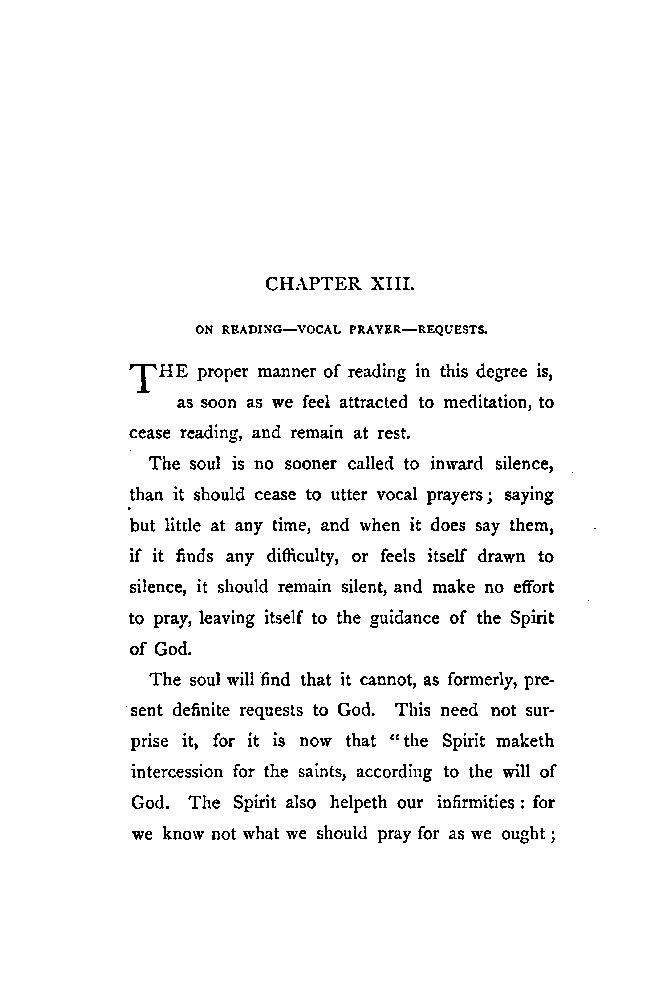 CHAPTER XIII.
ON READING—VOCAL PRAYER—REQUESTS.
THE proper manner of reading in this degree is,
as soon as we feel attracted to meditation, to
cease reading, and remain at rest.
The soul is no sooner called to inward silence,
than it should cease to utter vocal prayers; saying
but little at any time, and when it does say them,
if it finds any difficulty, or feels itself drawn to
silence, it should remain silent, and make no effort
to pray, leaving itself to the guidance of the Spirit
of God.
The soul will find that it cannot, as formerly, pre-
sent definite requests to God. This need not sur-
prise it, for it is now that "the Spirit maketh
intercession for the saints, according to the will of
God. The Spirit also helpeth our infirmities: for
we know not what we should pray for as we ought;